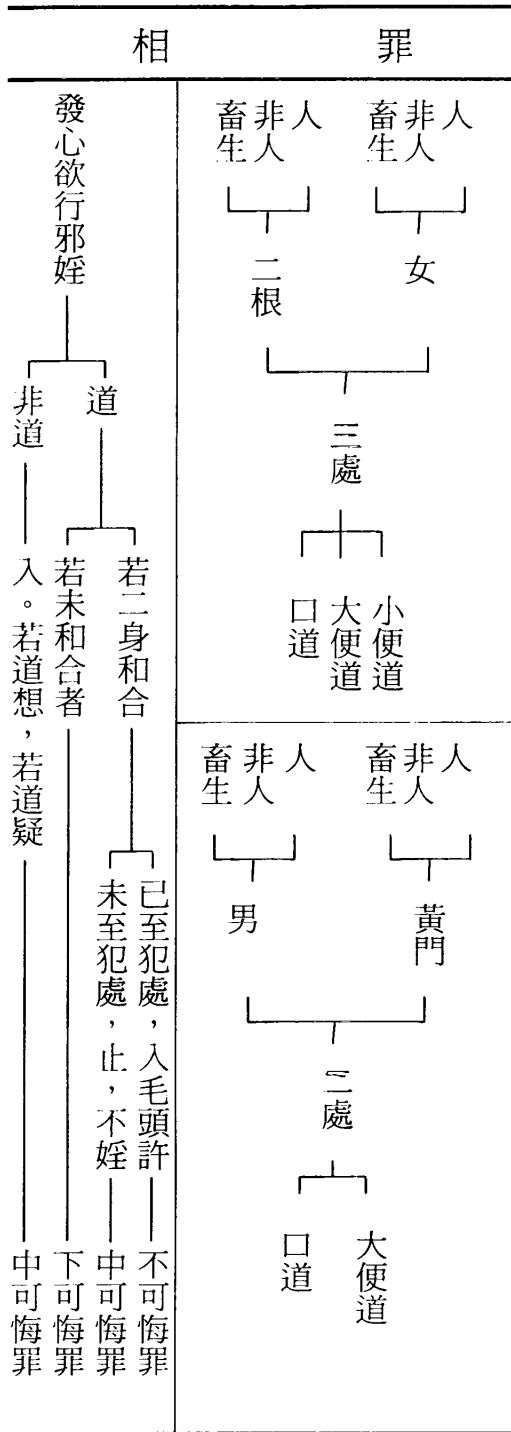 罪相
人
非人
畜生
女
人
非人
畜生
二根
三處
小便道
大便道
口道
人
非人
畜生
黃門
人
非人
畜生
男
二處
大便道
口道
發心欲行邪婬
道
若二身和合
已至犯處，入毛頭許
不可悔罪
未至犯處，止，不婬
中可悔罪
若未和合者
下可悔罪
非道
入。若道想，若道疑
中可悔罪